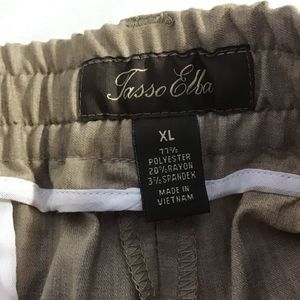 Tasso Elba
XL
77%
POLYESTER
20%RAYON
3%SPANDEX
MADE IN
VIETNAM